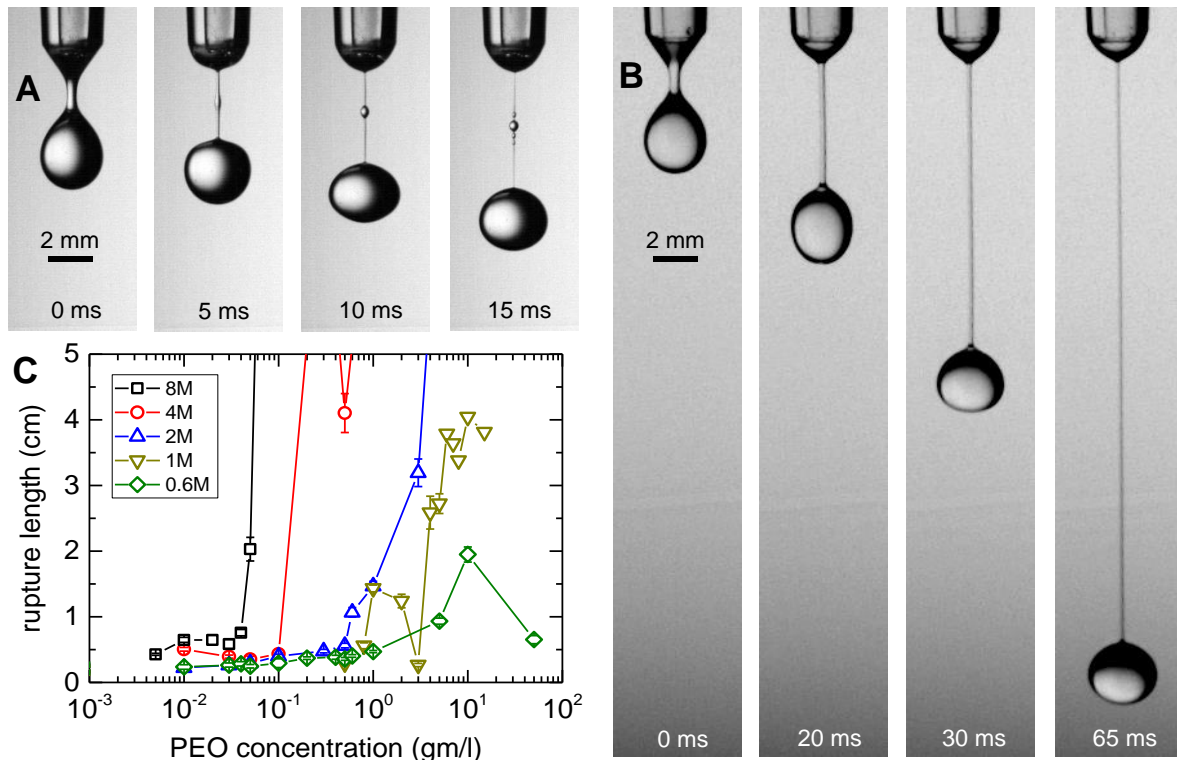 A
2 mm
0 ms
5 ms
10 ms
15 ms
B
2 mm
0 ms
20 ms
30 ms
65 ms
C
5
4
3
2
1
0
rupture length (cm)
8M
4M
2M
1M
0.6M
10⁻³
10⁻²
10⁻¹
10⁰
10¹
10²
PEO concentration (gm/l)